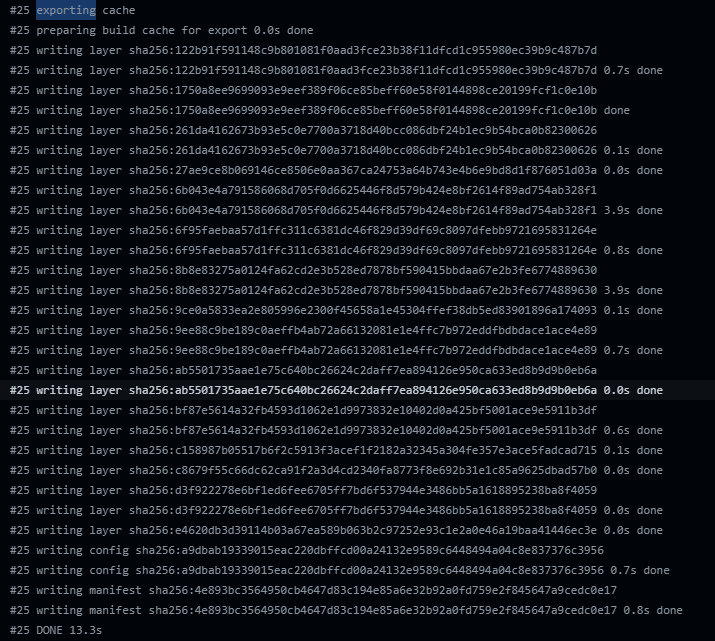 #25 exporting cache
#25 preparing build cache for export 0.0s done
#25 writing layer sha256:122b91f591148c9b801081f0aad3fce23b38f11dfcd1c955980ec39b9c487b7d
#25 writing layer sha256:122b91f591148c9b801081f0aad3fce23b38f11dfcd1c955980ec39b9c487b7d 0.7s done
#25 writing layer sha256:1750a8ee9699093e9eef389f06ce85beff60e58f0144898ce20199fcf1c0e10b
#25 writing layer sha256:1750a8ee9699093e9eef389f06ce85beff60e58f0144898ce20199fcf1c0e10b done
#25 writing layer sha256:261da4162673b93e5c0e7700a3718d40bcc086dbf24b1ec9b54bca0b82300626
#25 writing layer sha256:261da4162673b93e5c0e7700a3718d40bcc086dbf24b1ec9b54bca0b82300626 0.1s done
#25 writing layer sha256:27ae9ce8b069146ce8506e0aa367ca24753a64b743e4b6e9bd8d1f876051d03a 0.0s done
#25 writing layer sha256:6b043e4a791586068d705f0d6625446f8d579b424e8bf2614f89ad754ab328f1
#25 writing layer sha256:6b043e4a791586068d705f0d6625446f8d579b424e8bf2614f89ad754ab328f1 3.9s done
#25 writing layer sha256:6f95faebaa57d1ffc311c6381dc46f829d39df69c8097dfebb9721695831264e
#25 writing layer sha256:6f95faebaa57d1ffc311c6381dc46f829d39df69c8097dfebb9721695831264e 0.8s done
#25 writing layer sha256:8b8e83275a0124fa62cd2e3b528ed7878bf590415bbdaa67e2b3fe6774889630
#25 writing layer sha256:8b8e83275a0124fa62cd2e3b528ed7878bf590415bbdaa67e2b3fe6774889630 3.9s done
#25 writing layer sha256:9ce0a5833ea2e805996e2300f45658a1e45304ffef38db5ed83901896a174093 0.1s done
#25 writing layer sha256:9ee88c9be189c0aeffb4ab72a66132081e1e4ffc7b972eddfbdbdace1ace4e89
#25 writing layer sha256:9ee88c9be189c0aeffb4ab72a66132081e1e4ffc7b972eddfbdbdace1ace4e89 0.7s done
#25 writing layer sha256:ab5501735aae1e75c640bc26624c2daff7ea894126e950ca633ed8b9d9b0eb6a
#25 writing layer sha256:ab5501735aae1e75c640bc26624c2daff7ea894126e950ca633ed8b9d9b0eb6a 0.0s done
#25 writing layer sha256:bf87e5614a32fb4593d1062e1d9973832e10402d0a425bf5001ace9e5911b3df
#25 writing layer sha256:bf87e5614a32fb4593d1062e1d9973832e10402d0a425bf5001ace9e5911b3df 0.6s done
#25 writing layer sha256:c158987b05517b6f2c5913f3acef1f2182a32345a304fe357e3ace5fadcad715 0.1s done
#25 writing layer sha256:c8679f55c66dc62ca91f2a3d4cd2340fa8773f8e692b31e1c85a9625dbad57b0 0.0s done
#25 writing layer sha256:d3f922278e6bf1ed6fee6705ff7bd6f537944e3486bb5a1618895238ba8f4059
#25 writing layer sha256:d3f922278e6bf1ed6fee6705ff7bd6f537944e3486bb5a1618895238ba8f4059 0.0s done
#25 writing layer sha256:e4620db3d39114b03a67ea589b063b2c97252e93c1e2a0e46a19baa41446ec3e 0.0s done
#25 writing config sha256:a9dbab19339015eac220dbffcd00a24132e9589c6448494a04c8e837376c3956
#25 writing config sha256:a9dbab19339015eac220dbffcd00a24132e9589c6448494a04c8e837376c3956 0.7s done
#25 writing manifest sha256:4e893bc3564950cb4647d83c194e85a6e32b92a0fd759e2f845647a9cedc0e17
#25 writing manifest sha256:4e893bc3564950cb4647d83c194e85a6e32b92a0fd759e2f845647a9cedc0e17 0.8s done
#25 DONE 13.3s